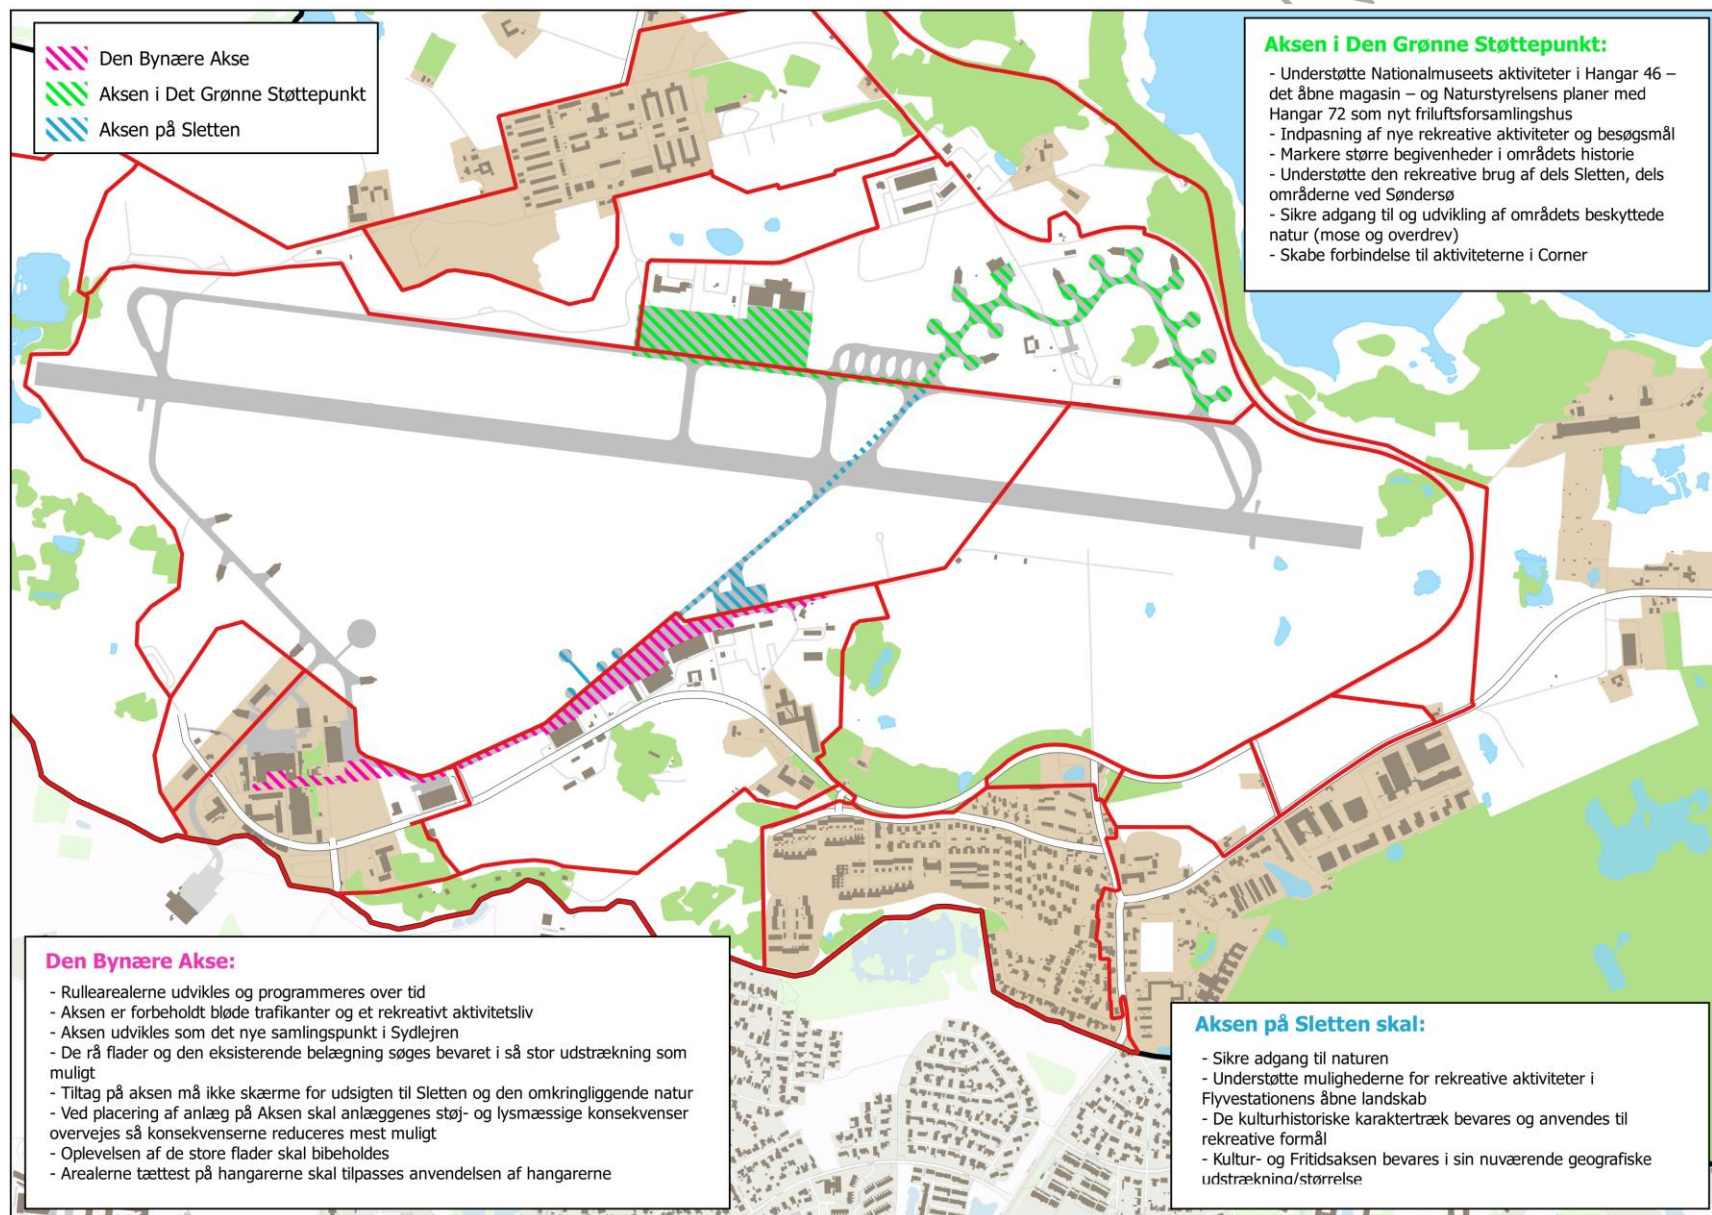 Den Bynære Akse
Aksen i Det Grønne Støttepunkt
Aksen på Sletten
Aksen i Den Grønne Støttepunkt:
- Understøtte Nationalmuseets aktiviteter i Hangar 46 –
det åbne magasin – og Naturstyrelsens planer med
Hangar 72 som nyt friluftsforsamlingshus
- Indpasning af nye rekreative aktiviteter og besøgsmål
- Markere større begivenheder i områdets historie
- Understøtte den rekreative brug af dels Sletten, dels
områderne ved Søndersø
- Sikre adgang til og udvikling af områdets beskyttede
natur (mose og overdrev)
- Skabe forbindelse til aktiviteterne i Corner
Den Bynære Akse:
- Rullearealerne udvikles og programmeres over tid
- Aksen er forbeholdt bløde trafikanter og et rekreativt aktivitetsliv
- Aksen udvikles som det nye samlingspunkt i Sydlejren
- De rå flader og den eksisterende belægning søges bevaret i så stor udstrækning som
muligt
- Tiltag på aksen må ikke skærme for udsigten til Sletten og den omkringliggende natur
- Ved placering af anlæg på Aksen skal anlæggenes støj- og lysmæssige konsekvenser
overvejes så konsekvenserne reduceres mest muligt
- Oplevelsen af de store flader skal bibeholdes
- Arealerne tættest på hangarerne skal tilpasses anvendelsen af hangarerne
Aksen på Sletten skal:
- Sikre adgang til naturen
- Understøtte mulighederne for rekreative aktiviteter i
Flyvestationens åbne landskab
- De kulturhistoriske karaktertræk bevares og anvendes til
rekreative formål
- Kultur- og Fritidsaksen bevares i sin nuværende geografiske
udstrækning/størrelse